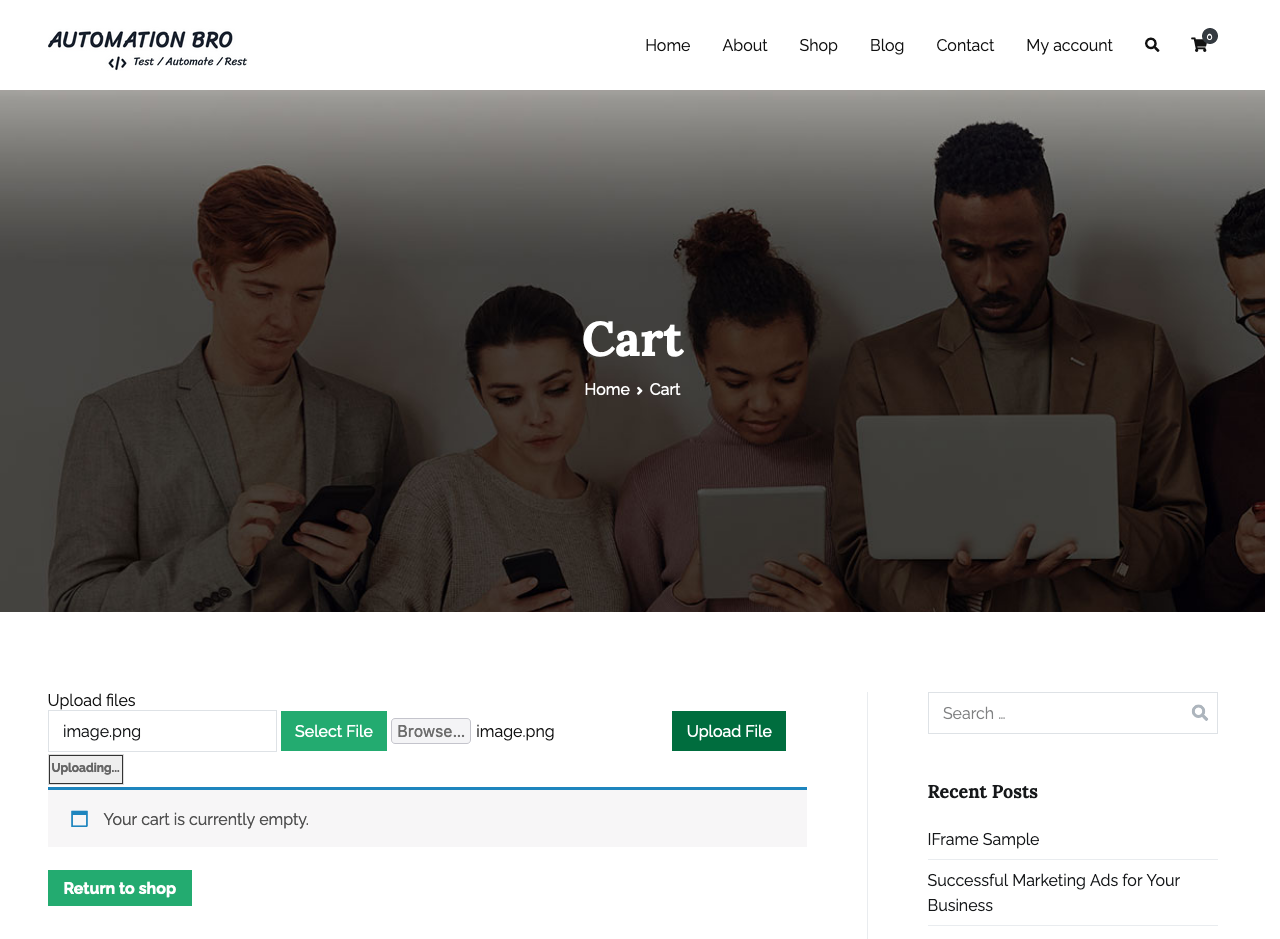 AUTOMATION BRO
</> Test / Automate / Rest
Home About Shop Blog Contact My account 0
Cart
Home › Cart
Upload files
image.png Select File Browse... image.png Upload File
Uploading...
Your cart is currently empty.
Return to shop
Search …
Recent Posts
IFrame Sample
Successful Marketing Ads for Your
Business